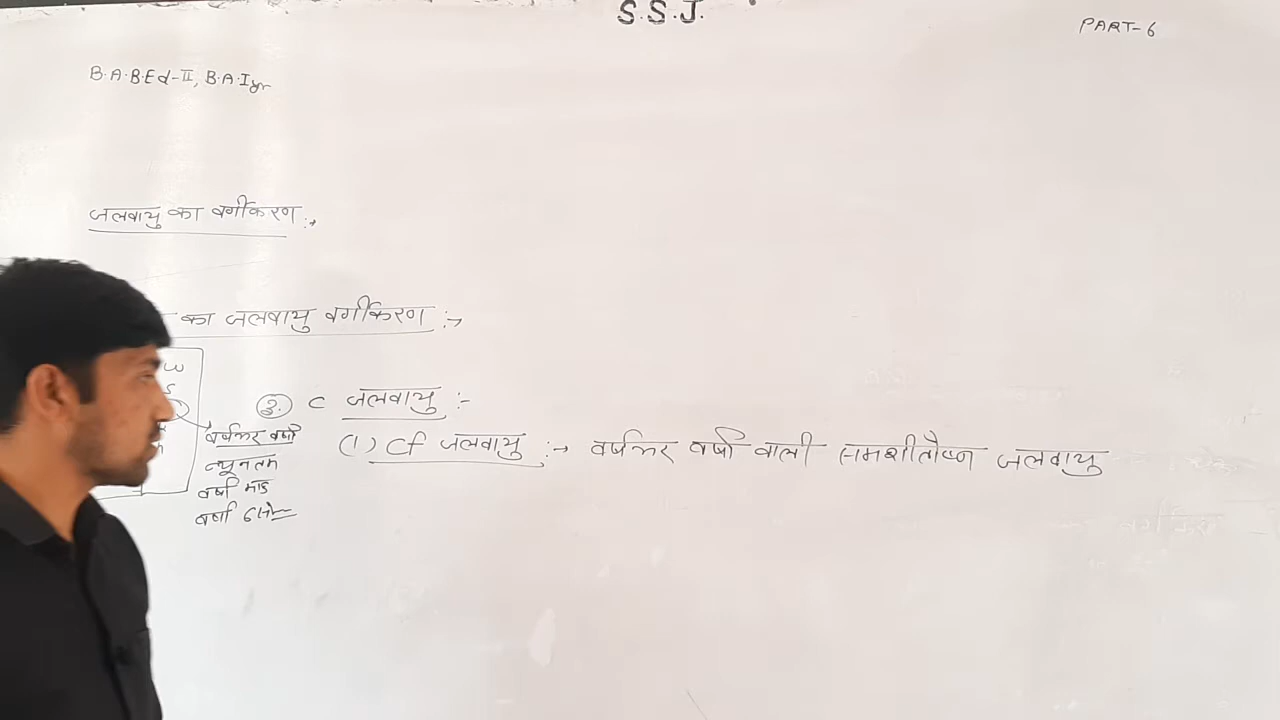 S.S.J.
PART-6
B.A.B.Ed-II, B.A.I yr
जलवायु का वर्गीकरण :→
का जलवायु वर्गीकरण :→
W
S
3. C जलवायु :-
(1) Cf जलवायु :→ वर्षभर वर्षा वाली समशीतोष्ण जलवायु
वर्षभर वर्षा
न्यूनतम
वर्षा माह
वर्षा 6सेमी